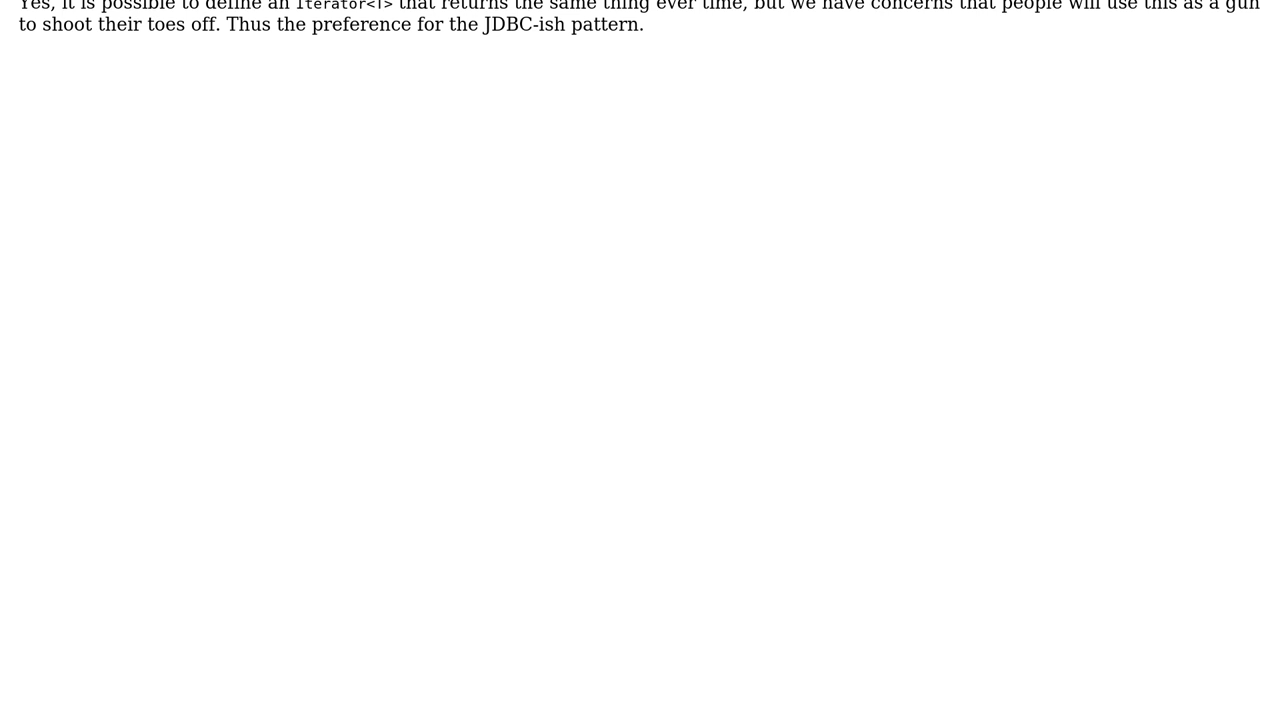 Yes, it is possible to define an Iterator<T> that returns the same thing ever time, but we have concerns that people will use this as a gun
to shoot their toes off. Thus the preference for the JDBC-ish pattern.